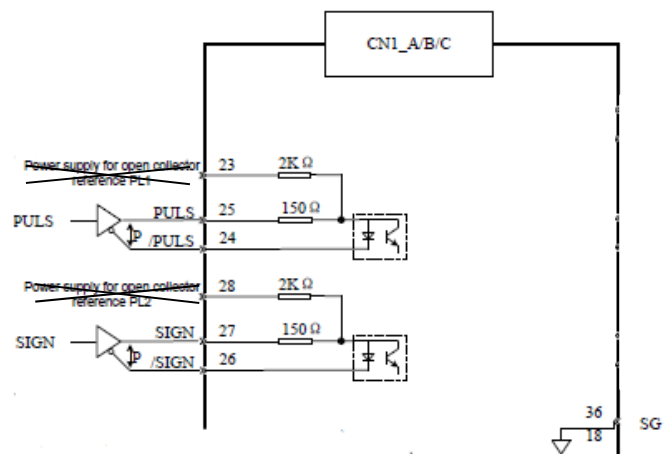 CN1_A/B/C
Power supply for open collector
reference PL1
23
2K Ω
PULS
PULS
25
150 Ω
P
/PULS
24
Power supply for open collector
reference PL2
28
2K Ω
SIGN
SIGN
27
150 Ω
P
/SIGN
26
36
18
SG